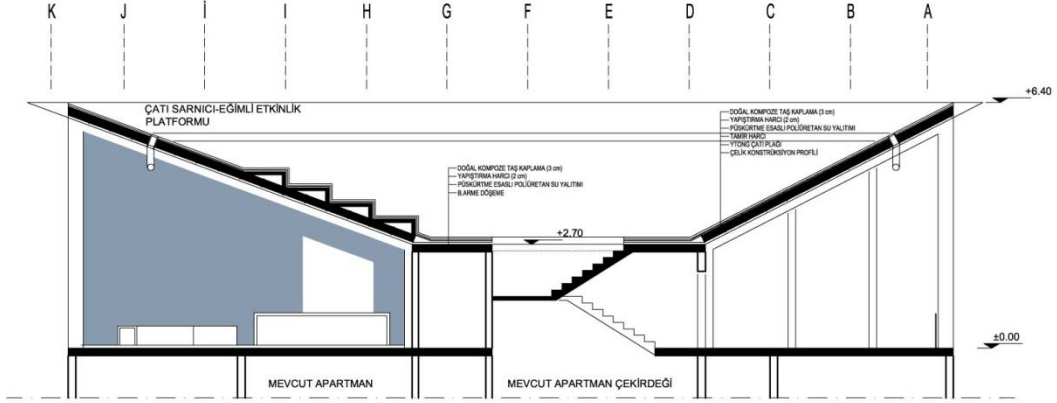 K J İ I H G F E D C B A
+6.40
ÇATI SARNICI-EĞİMLİ ETKİNLİK
PLATFORMU
DOĞAL KOMPOZE TAŞ KAPLAMA (3 cm)
YAPIŞTIRMA HARCI (2 cm)
PÜSKÜRTME ESASLI POLİÜRETAN SU YALITIMI
TAMİR HARCI
YTONG ÇATI PLAĞI
ÇELİK KONSTRÜKSİYON PROFİLİ
DOĞAL KOMPOZE TAŞ KAPLAMA (3 cm)
YAPIŞTIRMA HARCI (2 cm)
PÜSKÜRTME ESASLI POLİÜRETAN SU YALITIMI
B.ARME DÖŞEME
+2.70
±0.00
MEVCUT APARTMAN
MEVCUT APARTMAN ÇEKİRDEĞİ